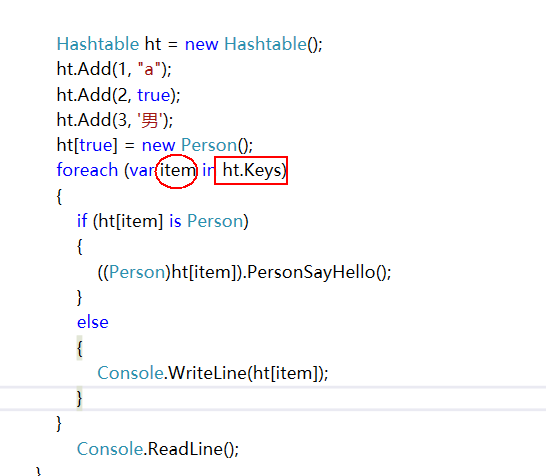 Hashtable ht = new Hashtable();
ht.Add(1, "a");
ht.Add(2, true);
ht.Add(3, '男');
ht[true] = new Person();
foreach (var item in ht.Keys)
{
if (ht[item] is Person)
{
((Person)ht[item]).PersonSayHello();
}
else
{
Console.WriteLine(ht[item]);
}
}
Console.ReadLine();
}